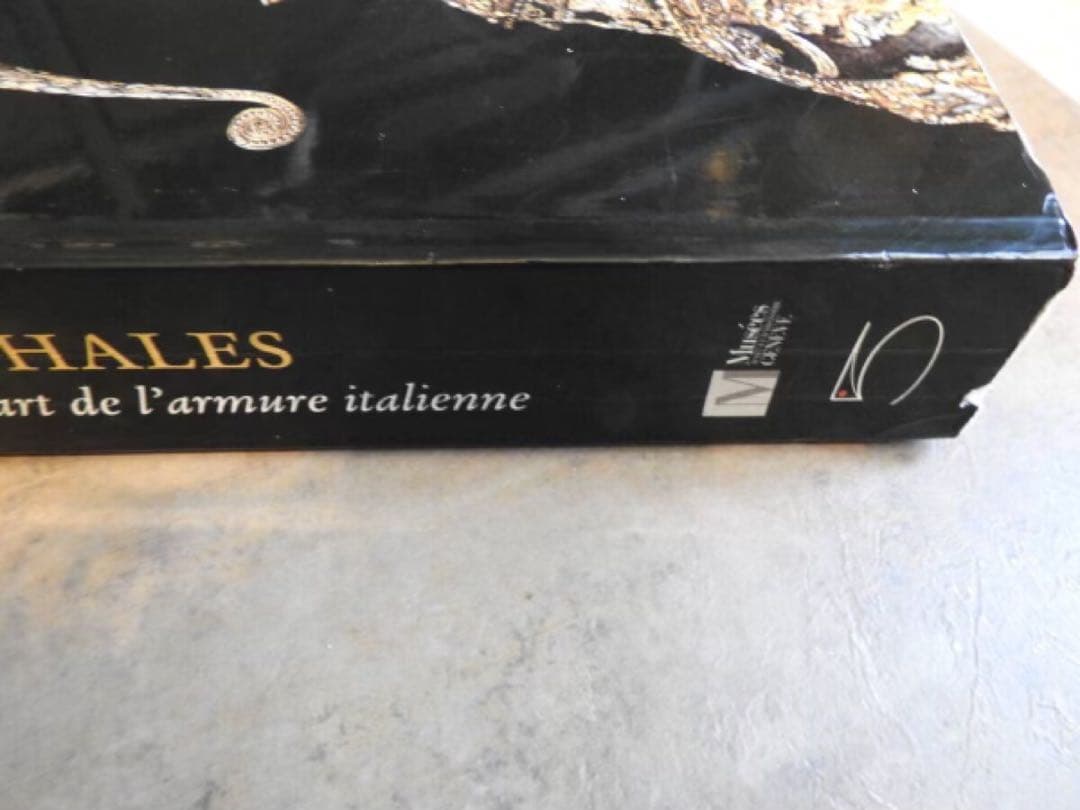 HALES
art de l'armure italienne
M
Musées
GENÈVE